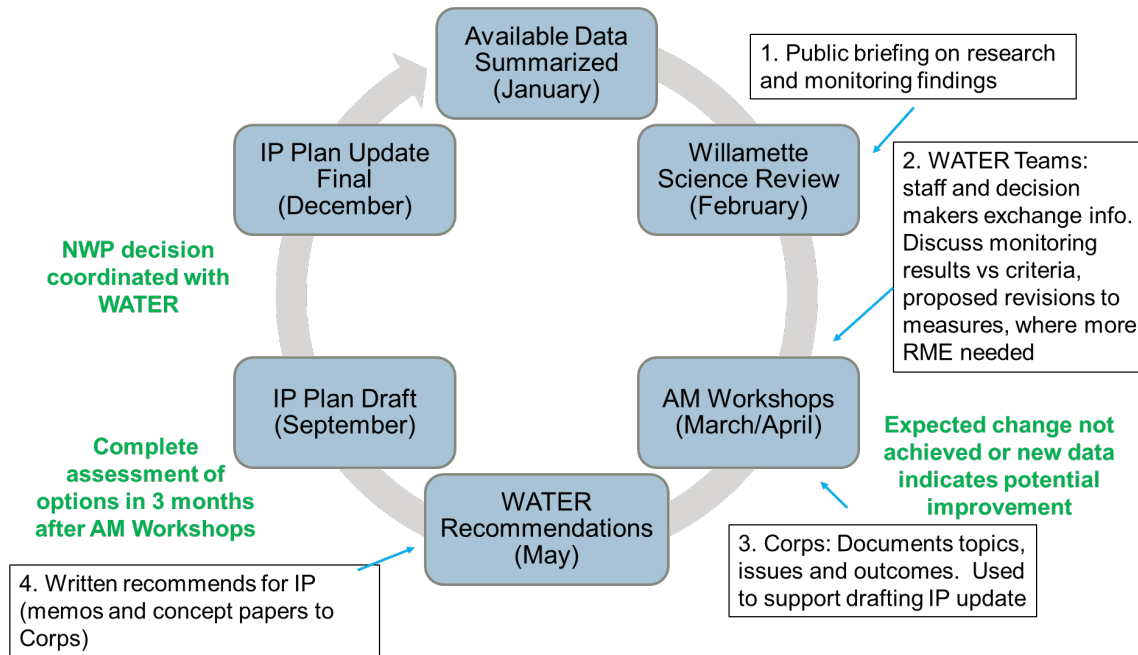 Available Data
Summarized
(January)
1. Public briefing on research
and monitoring findings
Willamette
Science Review
(February)
2. WATER Teams:
staff and decision
makers exchange info.
Discuss monitoring
results vs criteria,
proposed revisions to
measures, where more
RME needed
AM Workshops
(March/April)
Expected change not
achieved or new data
indicates potential
improvement
3. Corps: Documents topics,
issues and outcomes.  Used
to support drafting IP update
WATER
Recommendations
(May)
4. Written recommends for IP
(memos and concept papers to
Corps)
Complete
assessment of
options in 3 months
after AM Workshops
IP Plan Draft
(September)
NWP decision
coordinated with
WATER
IP Plan Update
Final
(December)